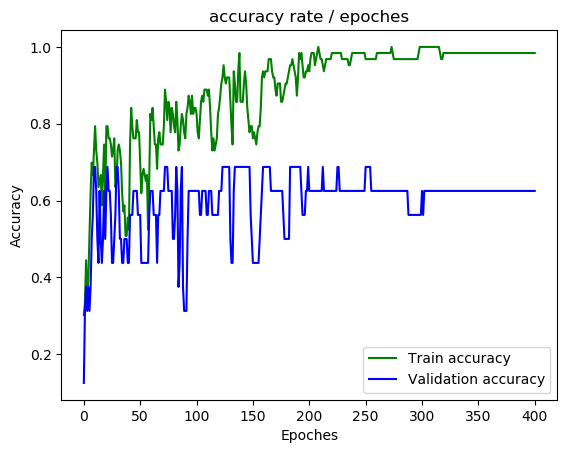 accuracy rate / epoches
1.0
0.8
0.6
0.4
0.2
Accuracy
0 50 100 150 200 250 300 350 400
Epoches
Train accuracy
Validation accuracy